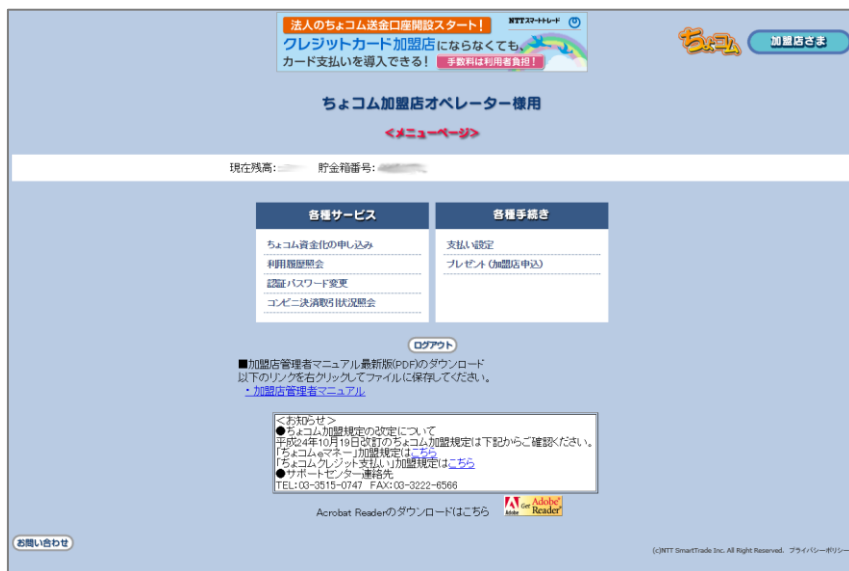 法人のちょコム送金口座開設スタート！
NTTスマートトレード
クレジットカード加盟店にならなくても、
カード支払いを導入できる！ 手数料は利用者負担！
ちょコム 加盟店さま
ちょコム加盟店オペレーター様用
<メニューページ>
現在残高: 貯金箱番号:
各種サービス
ちょコム資金化の申し込み
利用履歴照会
認証パスワード変更
コンビニ決済取引状況照会
各種手続き
支払い設定
プレゼント(加盟店申込)
ログアウト
■加盟店管理者マニュアル最新版(PDF)のダウンロード
以下のリンクを右クリックしてファイルに保存してください。
・加盟店管理者マニュアル
<お知らせ>
●ちょコム加盟規定の改定について
平成24年10月19日改訂のちょコム加盟規定は下記からご確認ください。
「ちょコムeマネー」加盟規定はこちら
「ちょコムクレジット支払い」加盟規定はこちら
●サポートセンター連絡先
TEL:03-3515-0747 FAX:03-3222-6566
Acrobat Readerのダウンロードはこちら
Adobe Get Adobe® Reader®
お問い合わせ
(c)NTT SmartTrade Inc. All Right Reserved. プライバシーポリシー